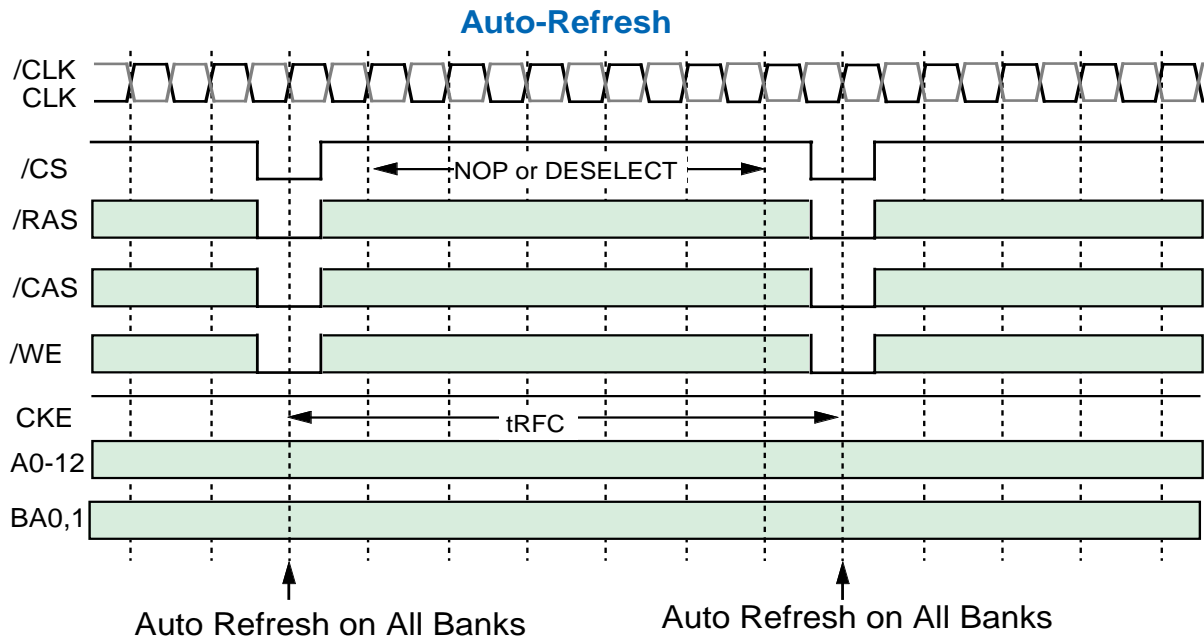 Auto-Refresh
/CLK
CLK
/CS
NOP or DESELECT
/RAS
/CAS
/WE
CKE
tRFC
A0-12
BA0,1
Auto Refresh on All Banks
Auto Refresh on All Banks